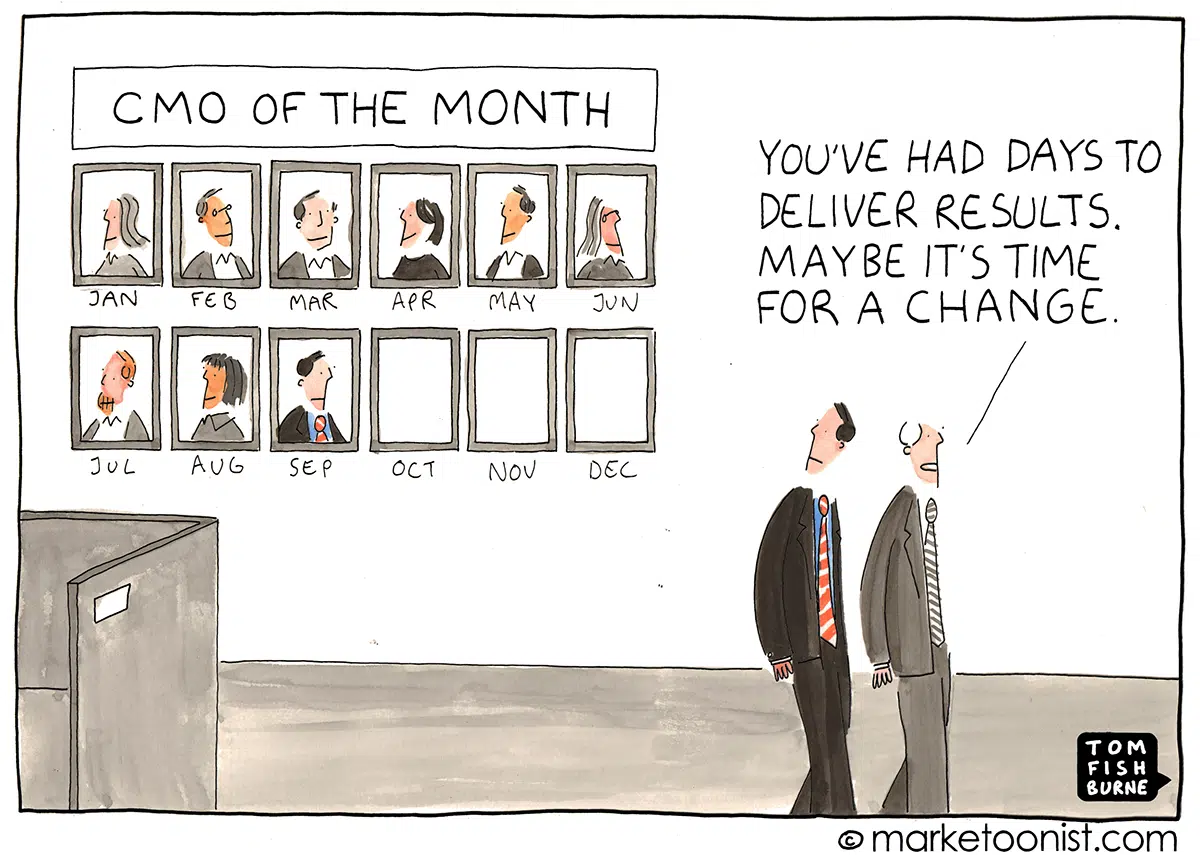 CMO OF THE MONTH
JAN FEB MAR APR MAY JUN
JUL AUG SEP OCT NOV DEC
YOU'VE HAD DAYS TO
DELIVER RESULTS.
MAYBE IT'S TIME
FOR A CHANGE.
TOM
FISH
BURNE
© marketoonist.com